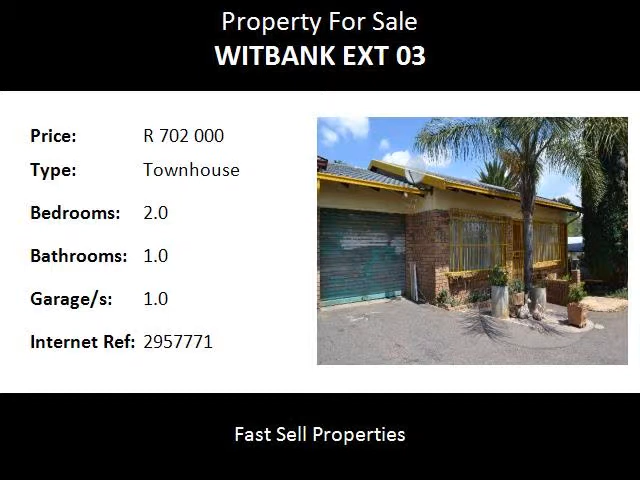 Property For Sale
WITBANK EXT 03
Price: R 702 000
Type: Townhouse
Bedrooms: 2.0
Bathrooms: 1.0
Garage/s: 1.0
Internet Ref: 2957771
Fast Sell Properties